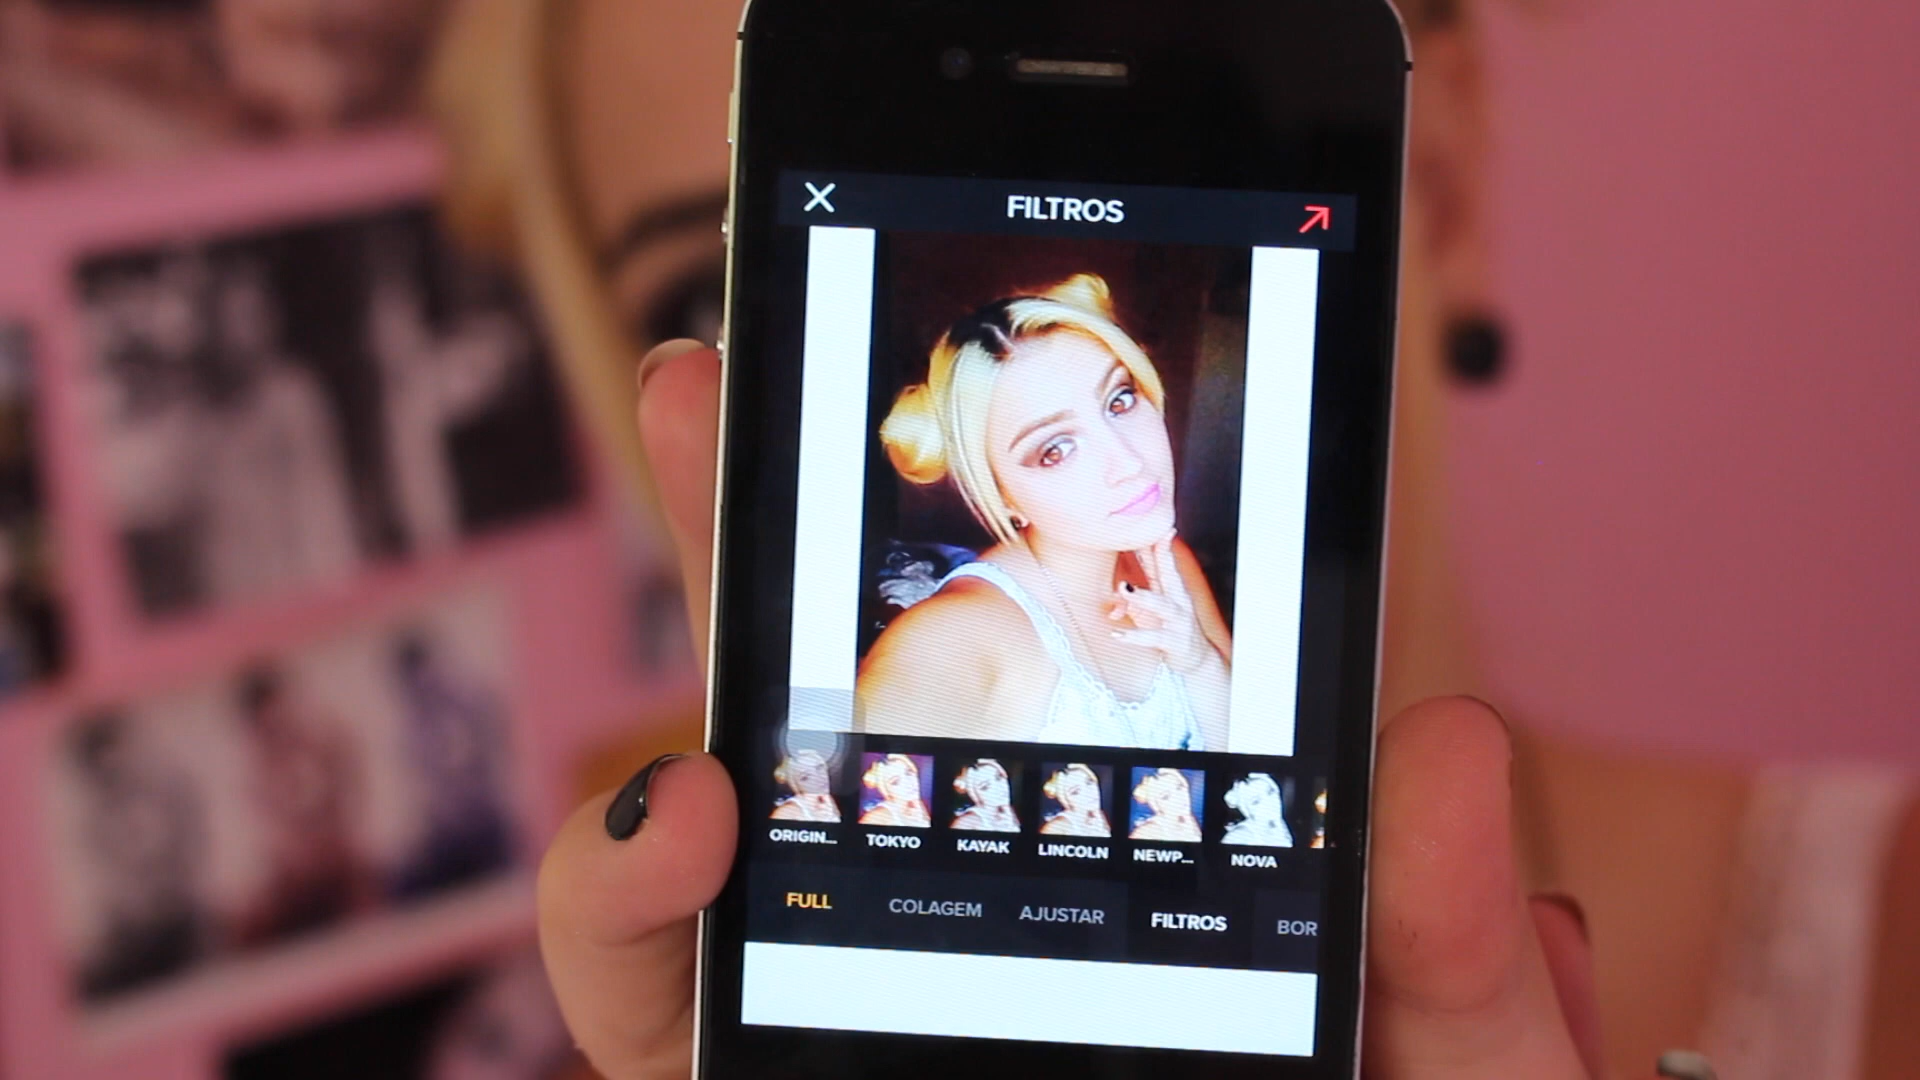 FILTROS
ORIGIN... TOKYO KAYAK LINCOLN NEWP... NOVA
FULL COLAGEM AJUSTAR FILTROS BOR